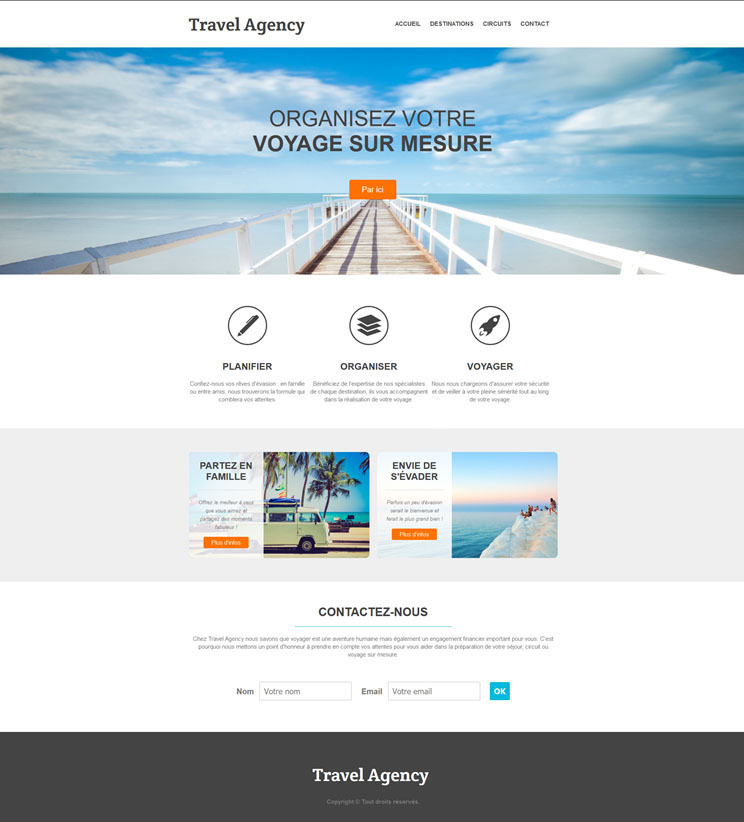 Travel Agency
ACCUEIL DESTINATIONS CIRCUITS CONTACT
ORGANISEZ VOTRE
VOYAGE SUR MESURE
Par ici
PLANIFIER
Confiez-nous vos rêves d'évasion : en famille
ou entre amis, nous trouverons la formule qui
comblera vos attentes.
ORGANISER
Bénéficiez de l'expertise de nos spécialistes
de chaque destination, ils vous accompagnent
dans la réalisation de votre voyage.
VOYAGER
Nous nous chargeons d'assurer votre sécurité
et de veiller à votre pleine sérénité tout au long
de votre voyage.
PARTEZ EN
FAMILLE
Offrez le meilleur à ceux
que vous aimez et
partagez des moments
fabuleux !
Plus d'infos
ENVIE DE
S'ÉVADER
Parfois un peu d'évasion
serait le bienvenue et
ferait le plus grand bien !
Plus d'infos
CONTACTEZ-NOUS
Chez Travel Agency nous savons que voyager est une aventure humaine mais également un engagement financier important pour vous. C'est
pourquoi nous mettons un point d'honneur à prendre en compte vos attentes pour vous aider dans la préparation de votre séjour, circuit ou
voyage sur mesure.
Nom Votre nom Email Votre email OK
Travel Agency
Copyright © Tout droits réservés.